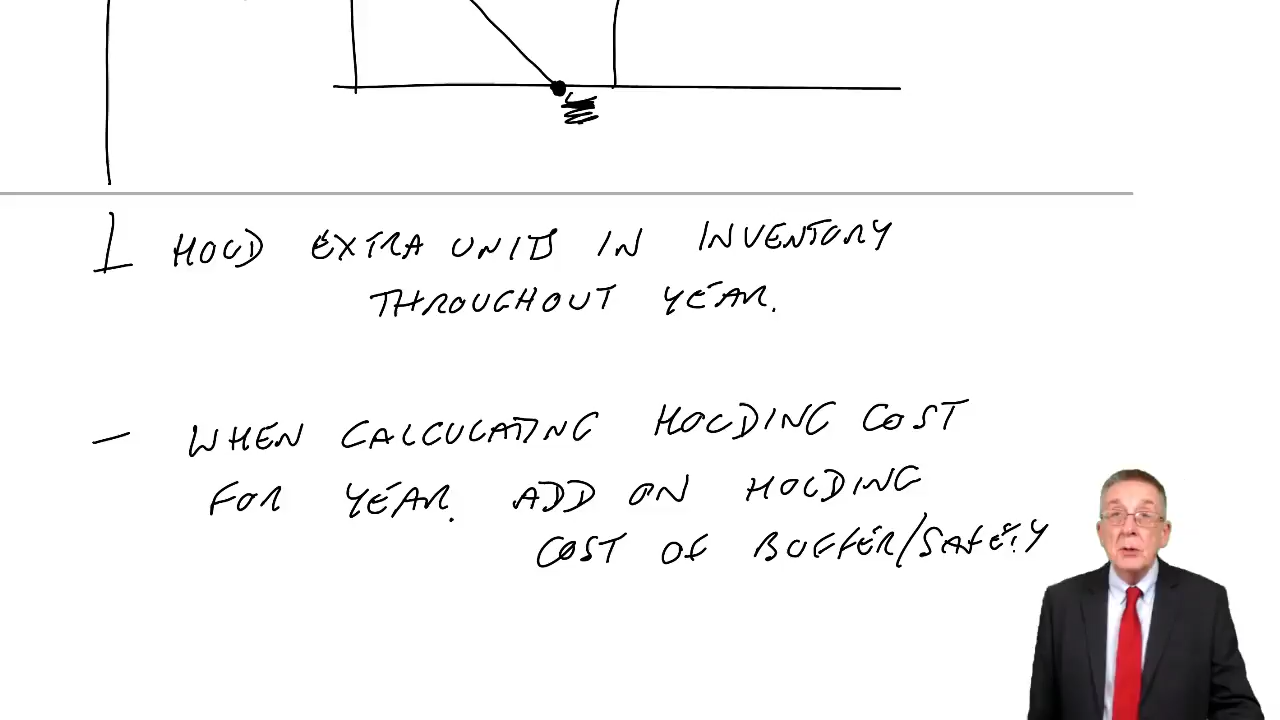 HOLD EXTRA UNITS IN INVENTORY
THROUGHOUT YEAR.
– WHEN CALCULATING HOLDING COST
FOR YEAR. ADD ON HOLDING
COST OF BUFFER/SAFETY